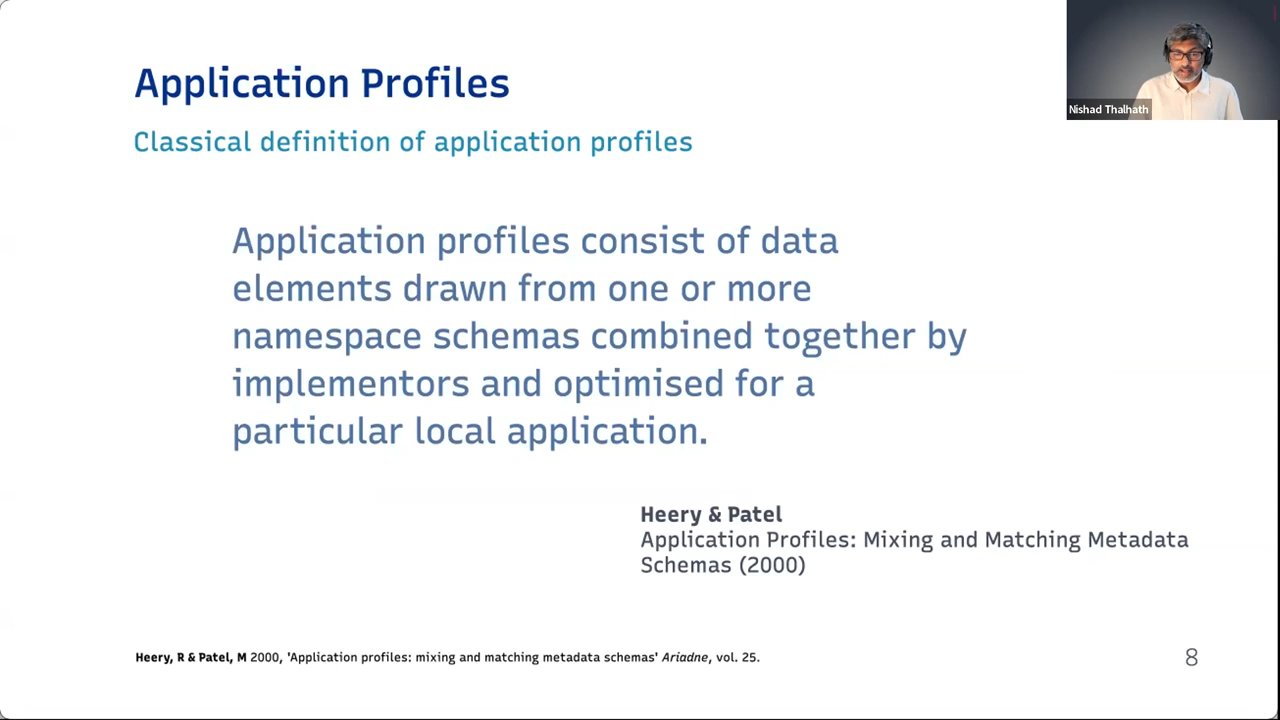 Application Profiles
Classical definition of application profiles
Nishad Thalhath
Application profiles consist of data
elements drawn from one or more
namespace schemas combined together by
implementors and optimised for a
particular local application.
Heery & Patel
Application Profiles: Mixing and Matching Metadata
Schemas (2000)
Heery, R & Patel, M 2000, 'Application profiles: mixing and matching metadata schemas' Ariadne, vol. 25.
8